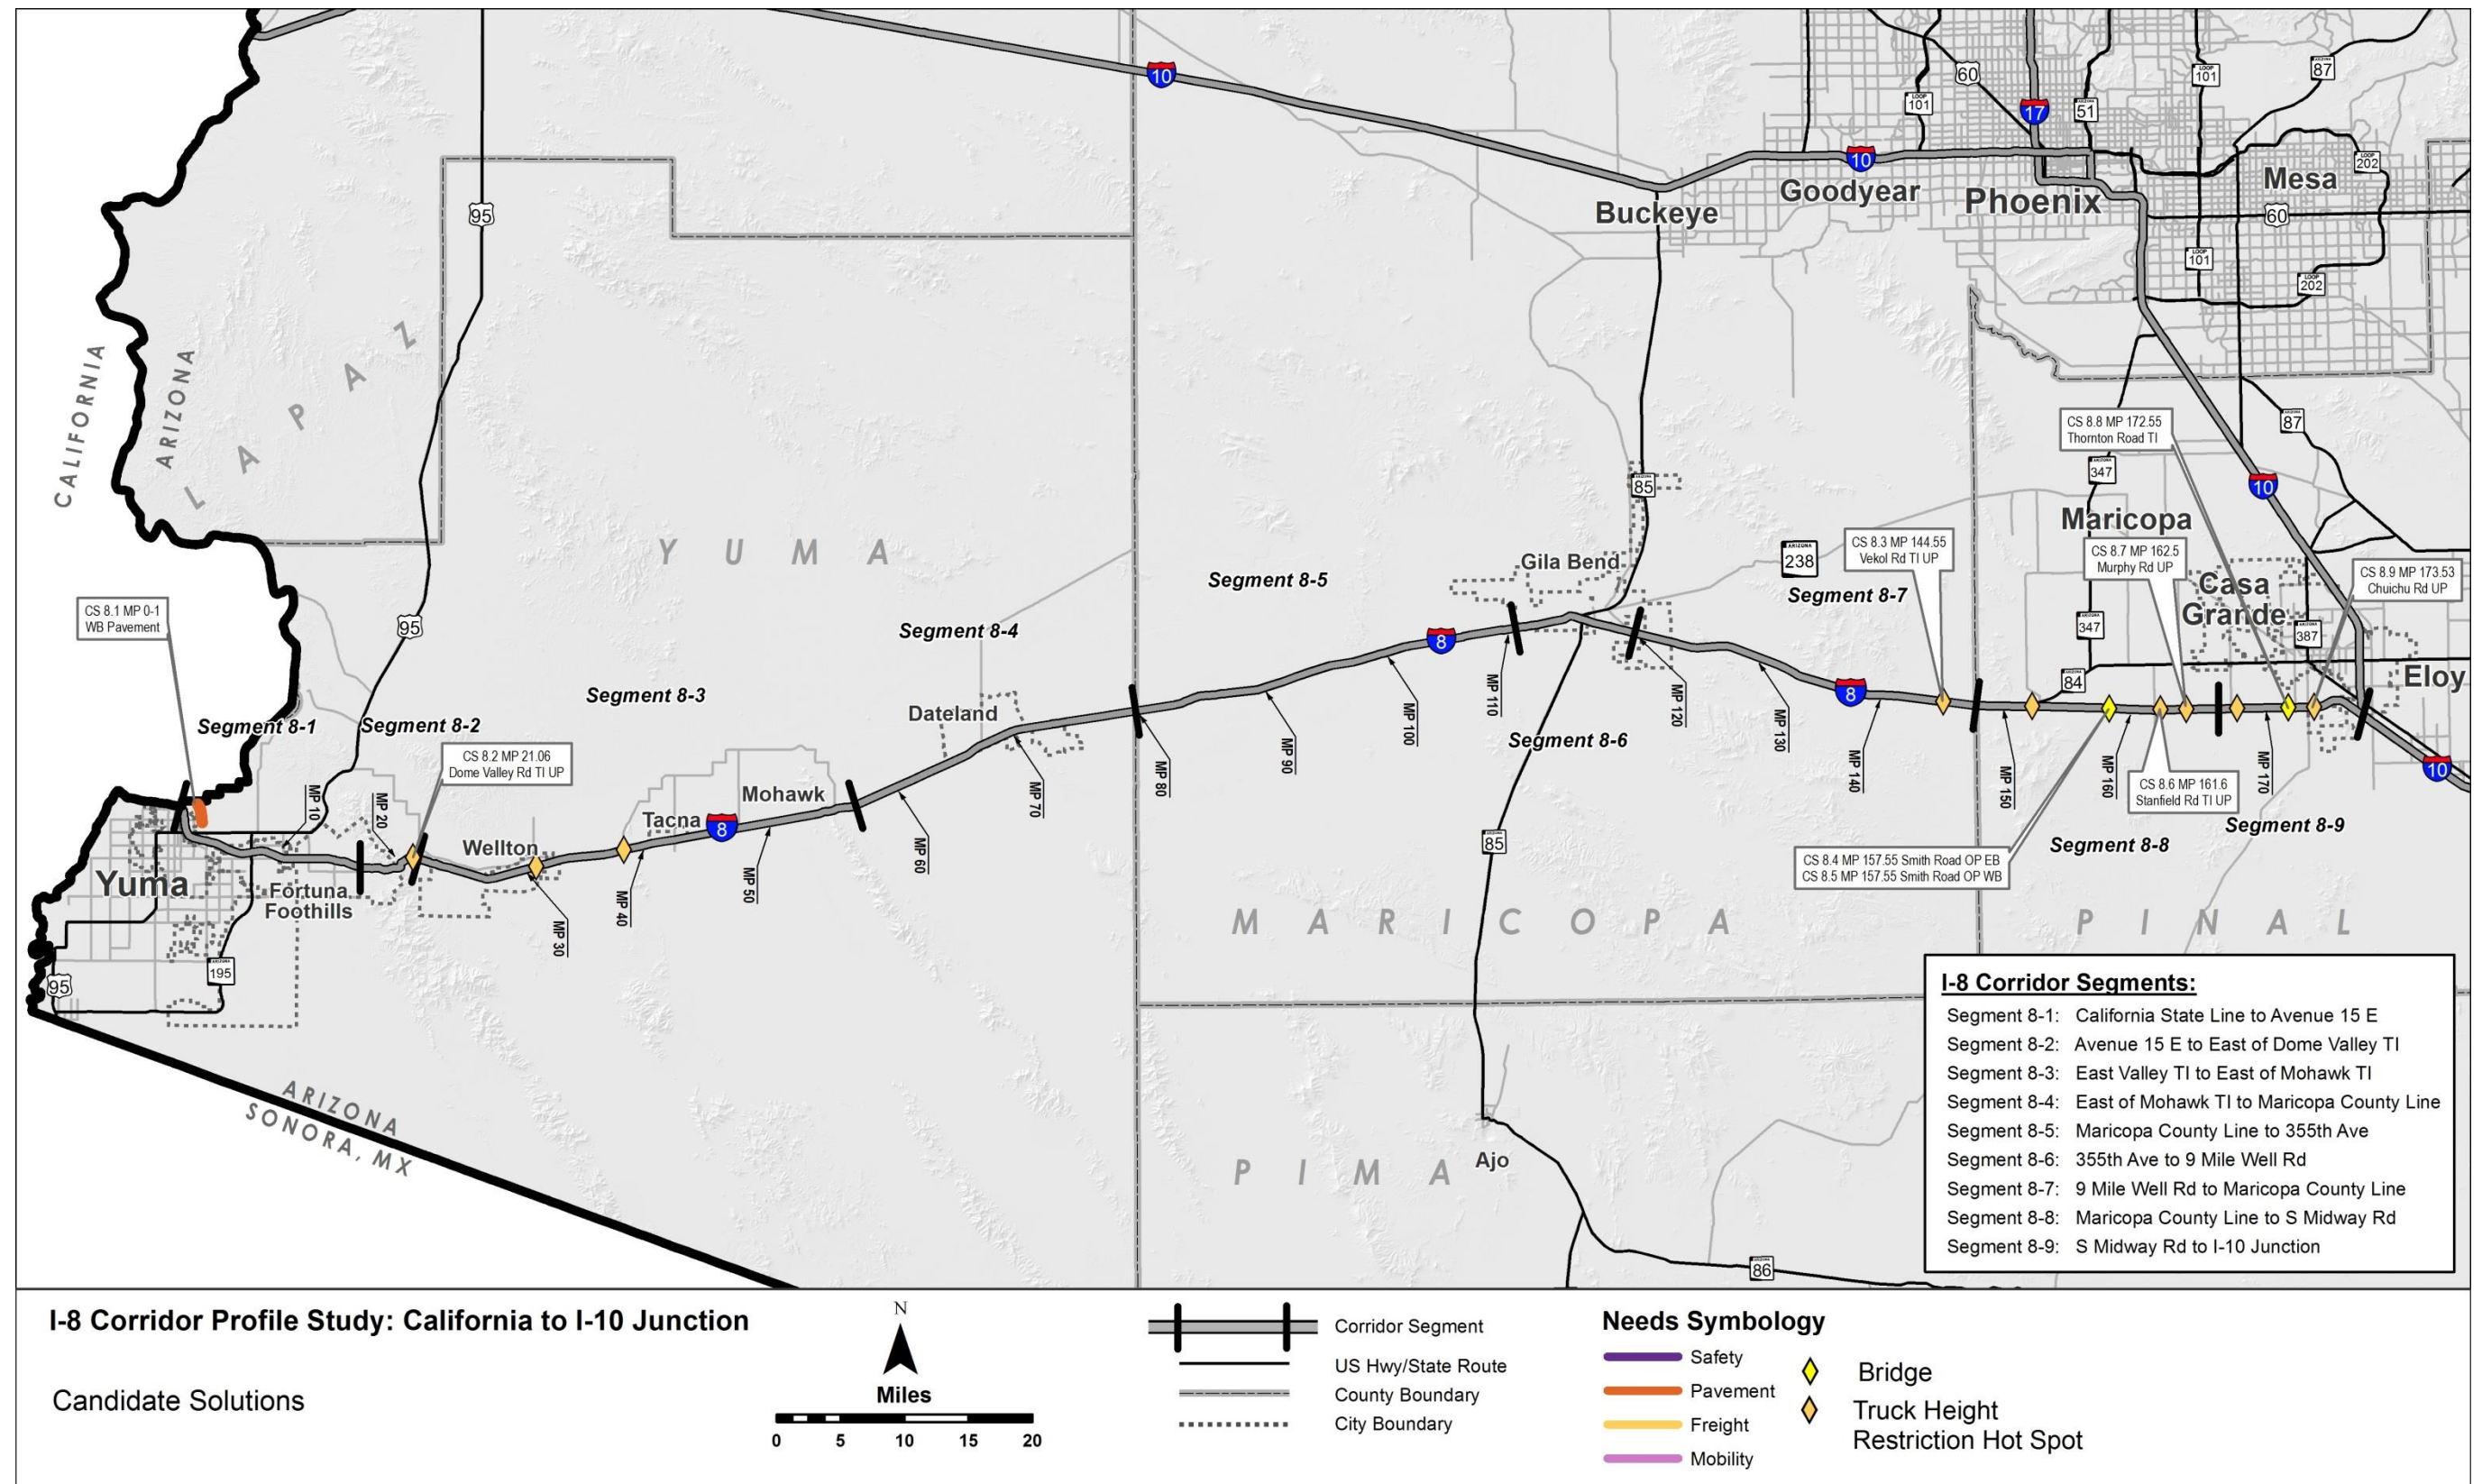 10
95
60
LOOP
101
ARIZONA
51
17
LOOP
101
ARIZONA
87
LOOP
202
10
Goodyear
Phoenix
Mesa
Buckeye
60
LOOP
101
LOOP
202
CALIFORNIA
ARIZONA
LA PAZ
YUMA
95
CS 8.8 MP 172.55
Thornton Road TI
87
ARIZONA
347
10
Maricopa
ARIZONA
85
Gila Bend
ARIZONA
238
CS 8.3 MP 144.55
Vekol Rd TI UP
CS 8.7 MP 162.5
Murphy Rd UP
Casa
Grande
CS 8.9 MP 173.53
Chuichu Rd UP
ARIZONA
347
ARIZONA
387
ARIZONA
84
Eloy
10
CS 8.1 MP 0-1
WB Pavement
Segment 8-1
Segment 8-2
Segment 8-3
Segment 8-4
Segment 8-5
Segment 8-6
Segment 8-7
Segment 8-8
Segment 8-9
CS 8.2 MP 21.06
Dome Valley Rd TI UP
Dateland
Mohawk
Tacna
Wellton
8
8
8
Yuma
Fortuna
Foothills
MP 10
MP 20
MP 30
MP 40
MP 50
MP 60
MP 70
MP 80
MP 90
MP 100
MP 110
MP 120
MP 130
MP 140
MP 150
MP 160
MP 170
CS 8.6 MP 161.6
Stanfield Rd TI UP
CS 8.4 MP 157.55 Smith Road OP EB
CS 8.5 MP 157.55 Smith Road OP WB
ARIZONA
85
MARICOPA
PINAL
95
ARIZONA
195
ARIZONA
SONORA, MX
PIMA
Ajo
ARIZONA
86
I-8 Corridor Segments:
Segment 8-1: California State Line to Avenue 15 E
Segment 8-2: Avenue 15 E to East of Dome Valley TI
Segment 8-3: East Valley TI to East of Mohawk TI
Segment 8-4: East of Mohawk TI to Maricopa County Line
Segment 8-5: Maricopa County Line to 355th Ave
Segment 8-6: 355th Ave to 9 Mile Well Rd
Segment 8-7: 9 Mile Well Rd to Maricopa County Line
Segment 8-8: Maricopa County Line to S Midway Rd
Segment 8-9: S Midway Rd to I-10 Junction
I-8 Corridor Profile Study: California to I-10 Junction
Candidate Solutions
N
Miles
0 5 10 15 20
Corridor Segment
US Hwy/State Route
County Boundary
City Boundary
Needs Symbology
Safety
Pavement
Freight
Mobility
Bridge
Truck Height
Restriction Hot Spot